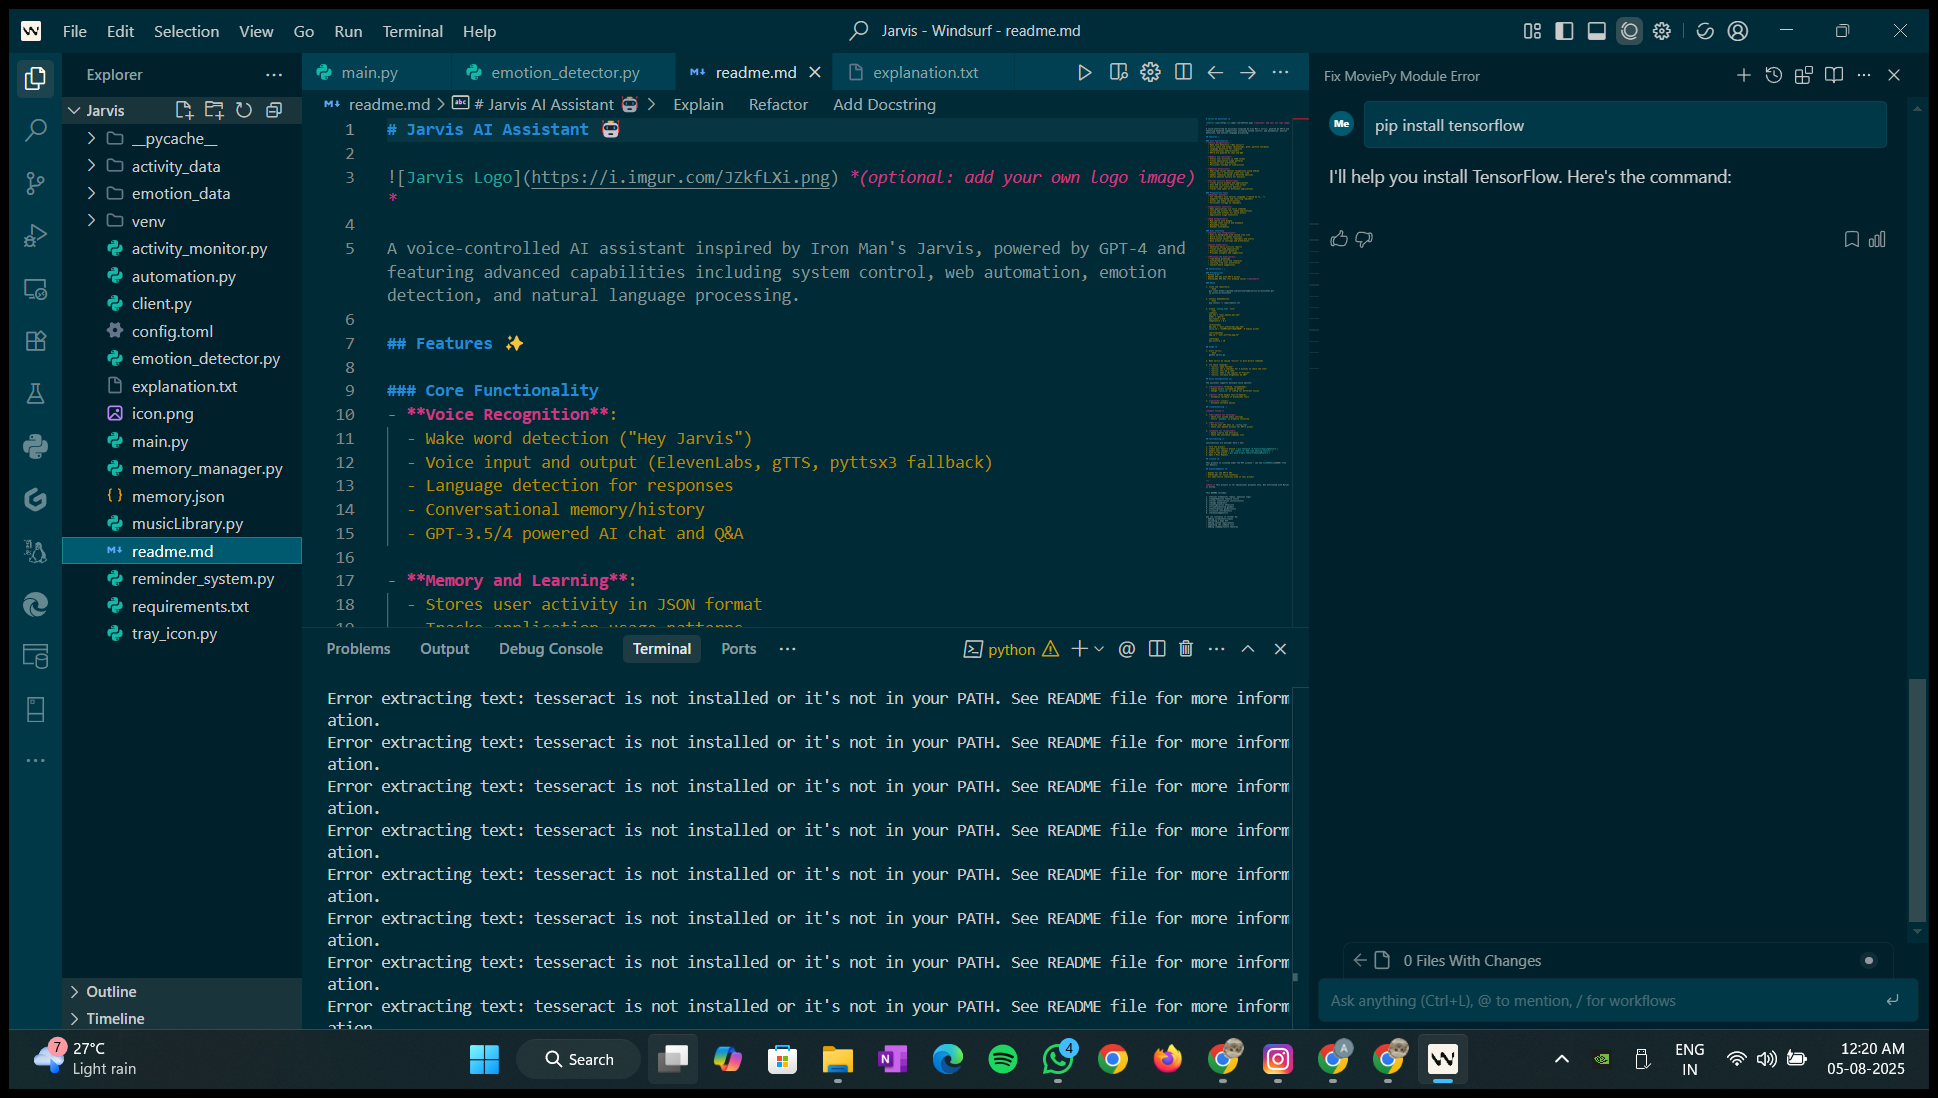 File Edit Selection View Go Run Terminal Help
Jarvis - Windsurf - readme.md
Explorer
Jarvis
__pycache__
activity_data
emotion_data
venv
activity_monitor.py
automation.py
client.py
config.toml
emotion_detector.py
explanation.txt
icon.png
main.py
memory_manager.py
memory.json
musicLibrary.py
readme.md
reminder_system.py
requirements.txt
tray_icon.py
Outline
Timeline
main.py emotion_detector.py readme.md explanation.txt
readme.md > # Jarvis AI Assistant 🤖 > Explain Refactor Add Docstring
1 # Jarvis AI Assistant 🤖
2
3 ![Jarvis Logo](https://i.imgur.com/JZkfLXi.png) *(optional: add your own logo image)
*
4
5 A voice-controlled AI assistant inspired by Iron Man's Jarvis, powered by GPT-4 and
featuring advanced capabilities including system control, web automation, emotion
detection, and natural language processing.
6
7 ## Features ✨
8
9 ### Core Functionality
10 - **Voice Recognition**:
11 - Wake word detection ("Hey Jarvis")
12 - Voice input and output (ElevenLabs, gTTS, pyttsx3 fallback)
13 - Language detection for responses
14 - Conversational memory/history
15 - GPT-3.5/4 powered AI chat and Q&A
16
17 - **Memory and Learning**:
18 - Stores user activity in JSON format
19 - Tracks application usage patterns
Problems Output Debug Console Terminal Ports
python
Error extracting text: tesseract is not installed or it's not in your PATH. See README file for more inform
ation.
Error extracting text: tesseract is not installed or it's not in your PATH. See README file for more inform
ation.
Error extracting text: tesseract is not installed or it's not in your PATH. See README file for more inform
ation.
Error extracting text: tesseract is not installed or it's not in your PATH. See README file for more inform
ation.
Error extracting text: tesseract is not installed or it's not in your PATH. See README file for more inform
ation.
Error extracting text: tesseract is not installed or it's not in your PATH. See README file for more inform
ation.
Error extracting text: tesseract is not installed or it's not in your PATH. See README file for more inform
ation.
Error extracting text: tesseract is not installed or it's not in your PATH. See README file for more inform
ation.
Fix MoviePy Module Error
Me
pip install tensorflow
I'll help you install TensorFlow. Here's the command:
0 Files With Changes
Ask anything (Ctrl+L), @ to mention, / for workflows
7
27°C
Light rain
Search
4
A
ENG
IN
12:20 AM
05-08-2025